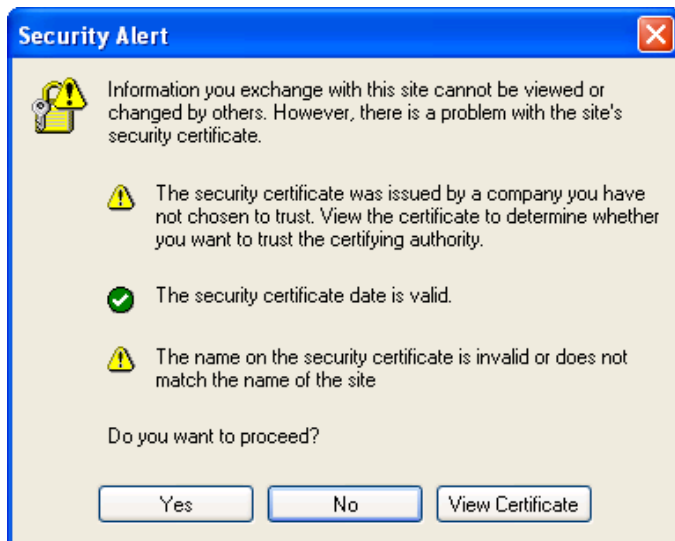 Security Alert
Information you exchange with this site cannot be viewed or
changed by others. However, there is a problem with the site's
security certificate.
The security certificate was issued by a company you have
not chosen to trust. View the certificate to determine whether
you want to trust the certifying authority.
The security certificate date is valid.
The name on the security certificate is invalid or does not
match the name of the site
Do you want to proceed?
Yes No View Certificate